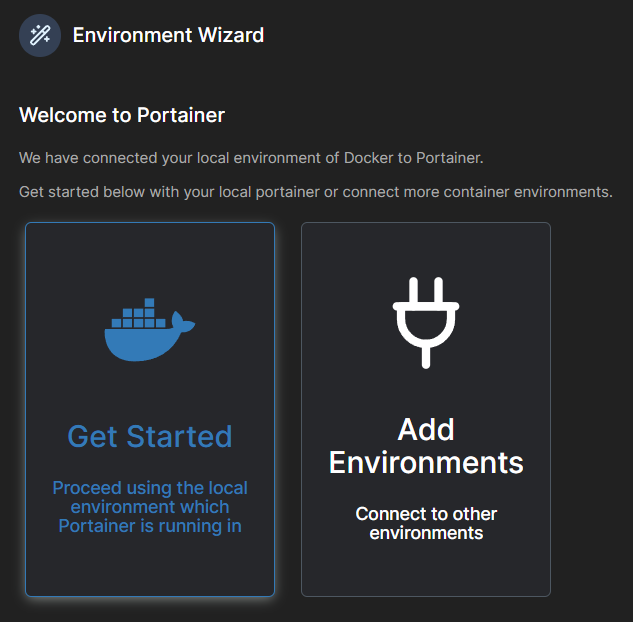 Environment Wizard
Welcome to Portainer
We have connected your local environment of Docker to Portainer.
Get started below with your local portainer or connect more container environments.
Get Started
Proceed using the local
environment which
Portainer is running in
Add
Environments
Connect to other
environments